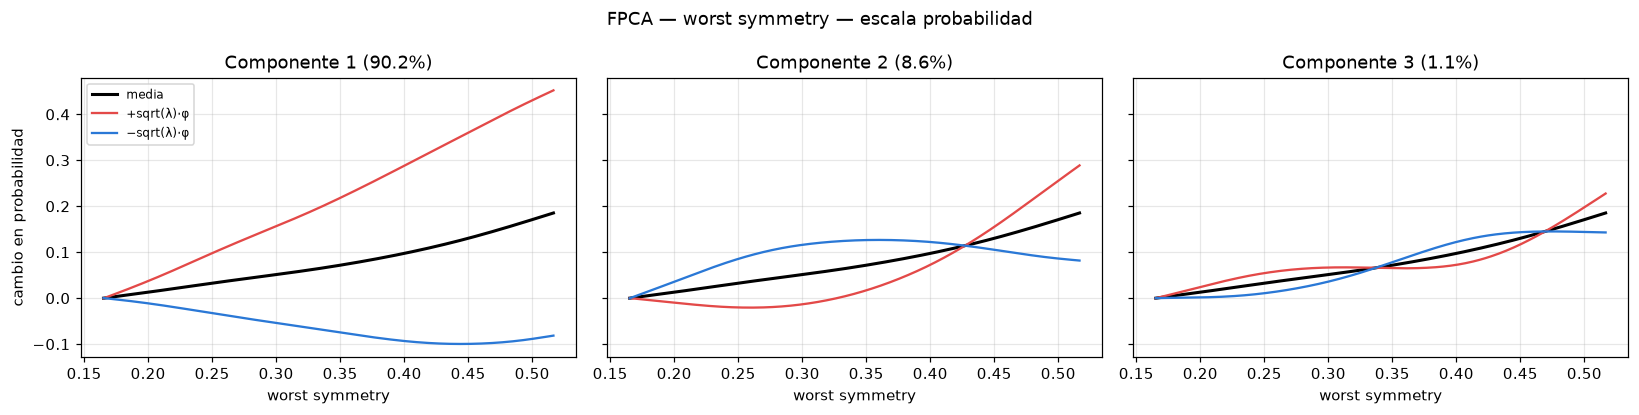 FPCA — worst symmetry — escala probabilidad
Componente 1 (90.2%)
Componente 2 (8.6%)
Componente 3 (1.1%)
media
+sqrt(λ)·φ
−sqrt(λ)·φ
cambio en probabilidad
0.4
0.3
0.2
0.1
0.0
−0.1
0.15 0.20 0.25 0.30 0.35 0.40 0.45 0.50
0.15 0.20 0.25 0.30 0.35 0.40 0.45 0.50
0.15 0.20 0.25 0.30 0.35 0.40 0.45 0.50
worst symmetry
worst symmetry
worst symmetry